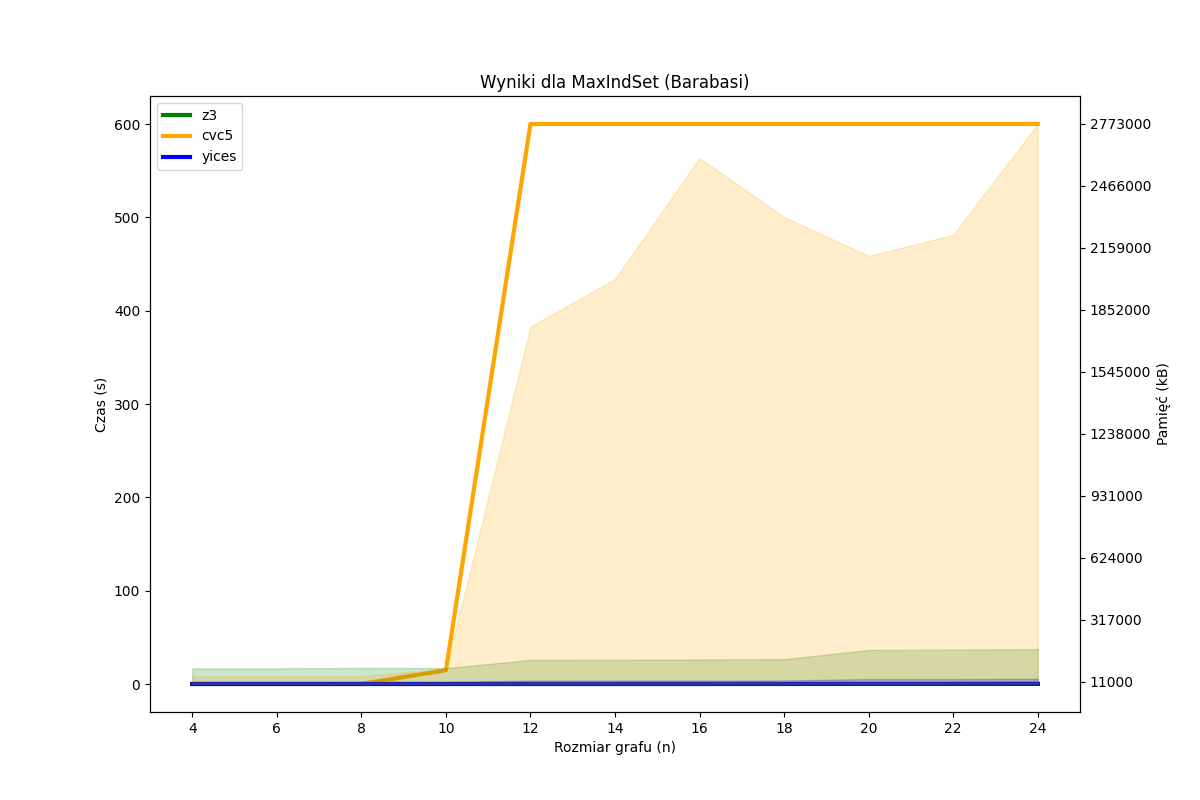 Wyniki dla MaxIndSet (Barabasi)
z3
cvc5
yices
600
500
400
300
200
100
0
Czas (s)
2773000
2466000
2159000
1852000
1545000
1238000
931000
624000
317000
11000
Pamięć (kB)
4 6 8 10 12 14 16 18 20 22 24
Rozmiar grafu (n)